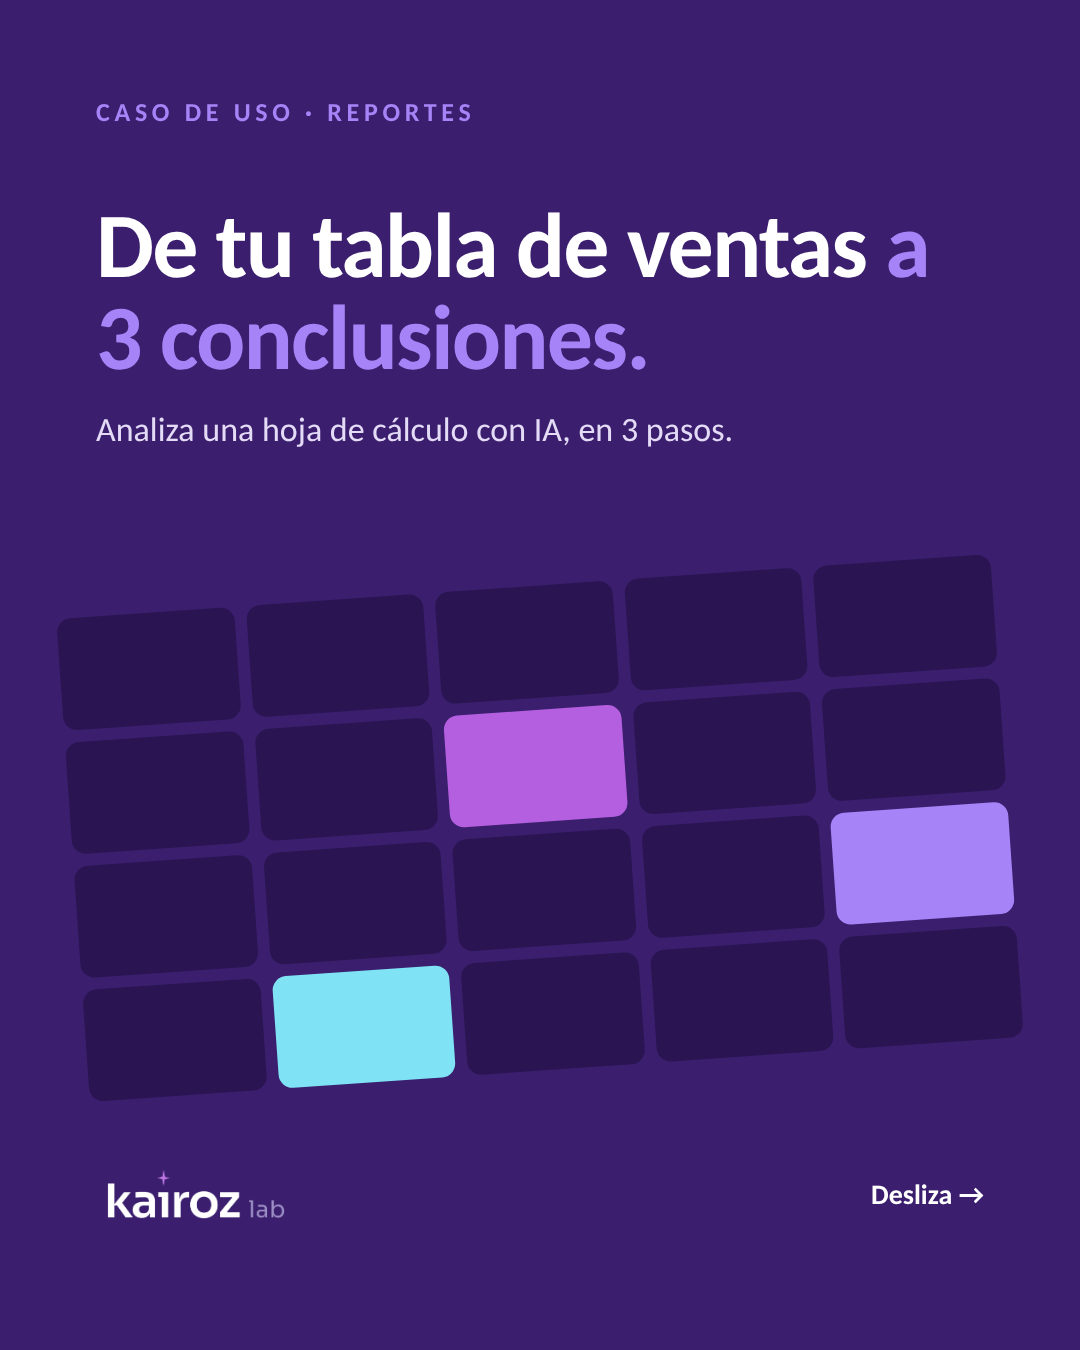 CASO DE USO · REPORTES
De tu tabla de ventas a
3 conclusiones.
Analiza una hoja de cálculo con IA, en 3 pasos.
kairoz lab
Desliza →